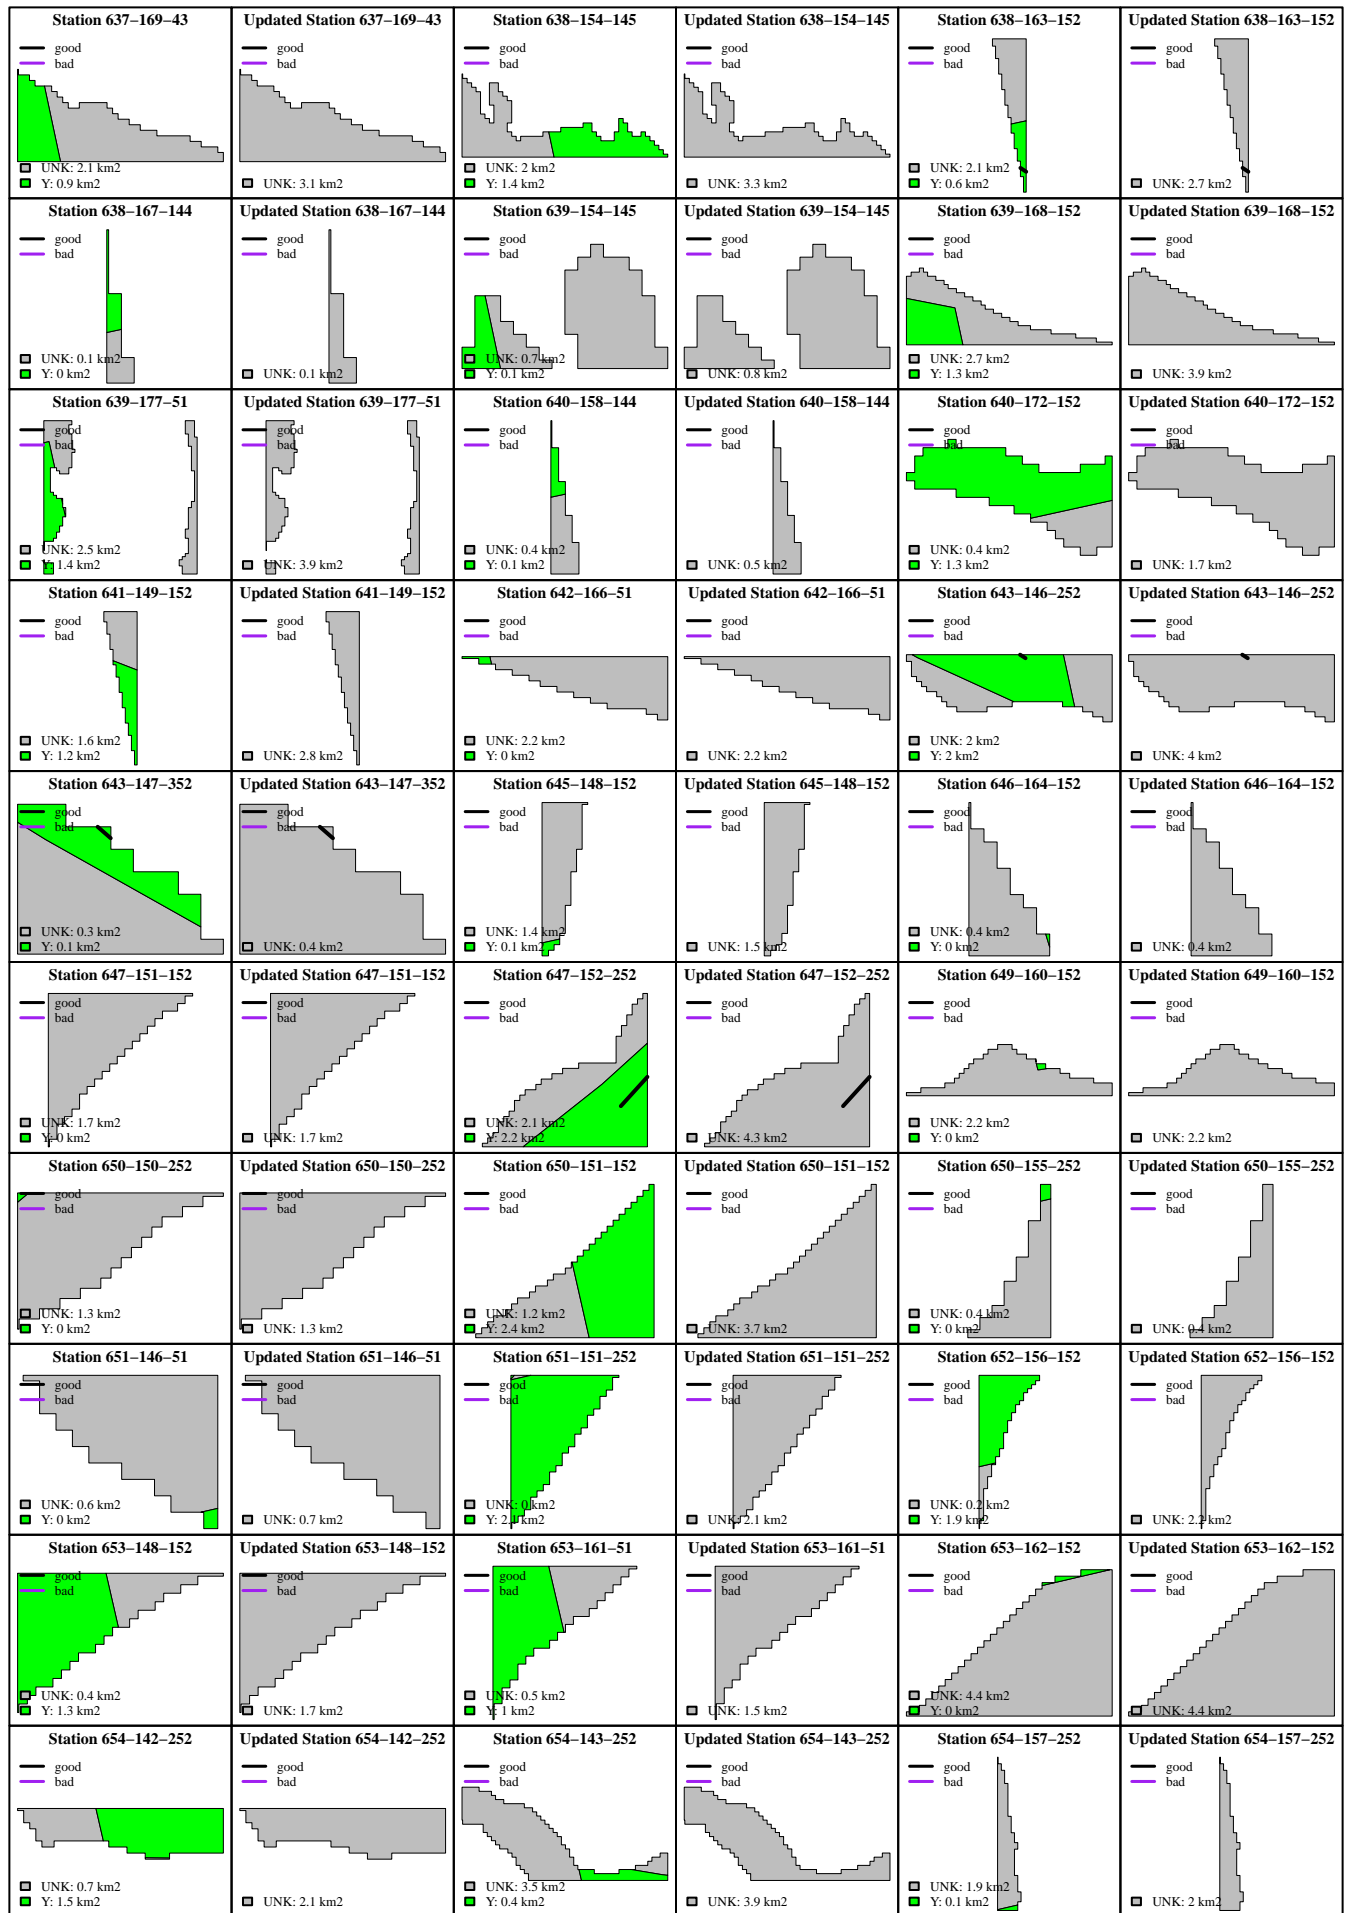 Station 637−169−43
good
bad
UNK: 2.1 km2
Y: 0.9 km2
Updated Station 637−169−43
good
bad
UNK: 3.1 km2
Station 638−154−145
good
bad
UNK: 2 km2
Y: 1.4 km2
Updated Station 638−154−145
good
bad
UNK: 3.3 km2
Station 638−163−152
good
bad
UNK: 2.1 km2
Y: 0.6 km2
Updated Station 638−163−152
good
bad
UNK: 2.7 km2
Station 638−167−144
good
bad
UNK: 0.1 km2
Y: 0 km2
Updated Station 638−167−144
good
bad
UNK: 0.1 km2
Station 639−154−145
good
bad
UNK: 0.7 km2
Y: 0.1 km2
Updated Station 639−154−145
good
bad
UNK: 0.8 km2
Station 639−168−152
good
bad
UNK: 2.7 km2
Y: 1.3 km2
Updated Station 639−168−152
good
bad
UNK: 3.9 km2
Station 639−177−51
good
bad
UNK: 2.5 km2
Y: 1.4 km2
Updated Station 639−177−51
good
bad
UNK: 3.9 km2
Station 640−158−144
good
bad
UNK: 0.4 km2
Y: 0.1 km2
Updated Station 640−158−144
good
bad
UNK: 0.5 km2
Station 640−172−152
good
bad
UNK: 0.4 km2
Y: 1.3 km2
Updated Station 640−172−152
good
bad
UNK: 1.7 km2
Station 641−149−152
good
bad
UNK: 1.6 km2
Y: 1.2 km2
Updated Station 641−149−152
good
bad
UNK: 2.8 km2
Station 642−166−51
good
bad
UNK: 2.2 km2
Y: 0 km2
Updated Station 642−166−51
good
bad
UNK: 2.2 km2
Station 643−146−252
good
bad
UNK: 2 km2
Y: 2 km2
Updated Station 643−146−252
good
bad
UNK: 4 km2
Station 643−147−352
good
bad
UNK: 0.3 km2
Y: 0.1 km2
Updated Station 643−147−352
good
bad
UNK: 0.4 km2
Station 645−148−152
good
bad
UNK: 1.4 km2
Y: 0.1 km2
Updated Station 645−148−152
good
bad
UNK: 1.5 km2
Station 646−164−152
good
bad
UNK: 0.4 km2
Y: 0 km2
Updated Station 646−164−152
good
bad
UNK: 0.4 km2
Station 647−151−152
good
bad
UNK: 1.7 km2
Y: 0 km2
Updated Station 647−151−152
good
bad
UNK: 1.7 km2
Station 647−152−252
good
bad
UNK: 2.1 km2
Y: 2.2 km2
Updated Station 647−152−252
good
bad
UNK: 4.3 km2
Station 649−160−152
good
bad
UNK: 2.2 km2
Y: 0 km2
Updated Station 649−160−152
good
bad
UNK: 2.2 km2
Station 650−150−252
good
bad
UNK: 1.3 km2
Y: 0 km2
Updated Station 650−150−252
good
bad
UNK: 1.3 km2
Station 650−151−152
good
bad
UNK: 1.2 km2
Y: 2.4 km2
Updated Station 650−151−152
good
bad
UNK: 3.7 km2
Station 650−155−252
good
bad
UNK: 0.4 km2
Y: 0 km2
Updated Station 650−155−252
good
bad
UNK: 0.4 km2
Station 651−146−51
good
bad
UNK: 0.6 km2
Y: 0 km2
Updated Station 651−146−51
good
bad
UNK: 0.7 km2
Station 651−151−252
good
bad
UNK: 0 km2
Y: 2.1 km2
Updated Station 651−151−252
good
bad
UNK: 2.1 km2
Station 652−156−152
good
bad
UNK: 0.2 km2
Y: 1.9 km2
Updated Station 652−156−152
good
bad
UNK: 2.2 km2
Station 653−148−152
good
bad
UNK: 0.4 km2
Y: 1.3 km2
Updated Station 653−148−152
good
bad
UNK: 1.7 km2
Station 653−161−51
good
bad
UNK: 0.5 km2
Y: 1 km2
Updated Station 653−161−51
good
bad
UNK: 1.5 km2
Station 653−162−152
good
bad
UNK: 4.4 km2
Y: 0 km2
Updated Station 653−162−152
good
bad
UNK: 4.4 km2
Station 654−142−252
good
bad
UNK: 0.7 km2
Y: 1.5 km2
Updated Station 654−142−252
good
bad
UNK: 2.1 km2
Station 654−143−252
good
bad
UNK: 3.5 km2
Y: 0.4 km2
Updated Station 654−143−252
good
bad
UNK: 3.9 km2
Station 654−157−252
good
bad
UNK: 1.9 km2
Y: 0.1 km2
Updated Station 654−157−252
good
bad
UNK: 2 km2